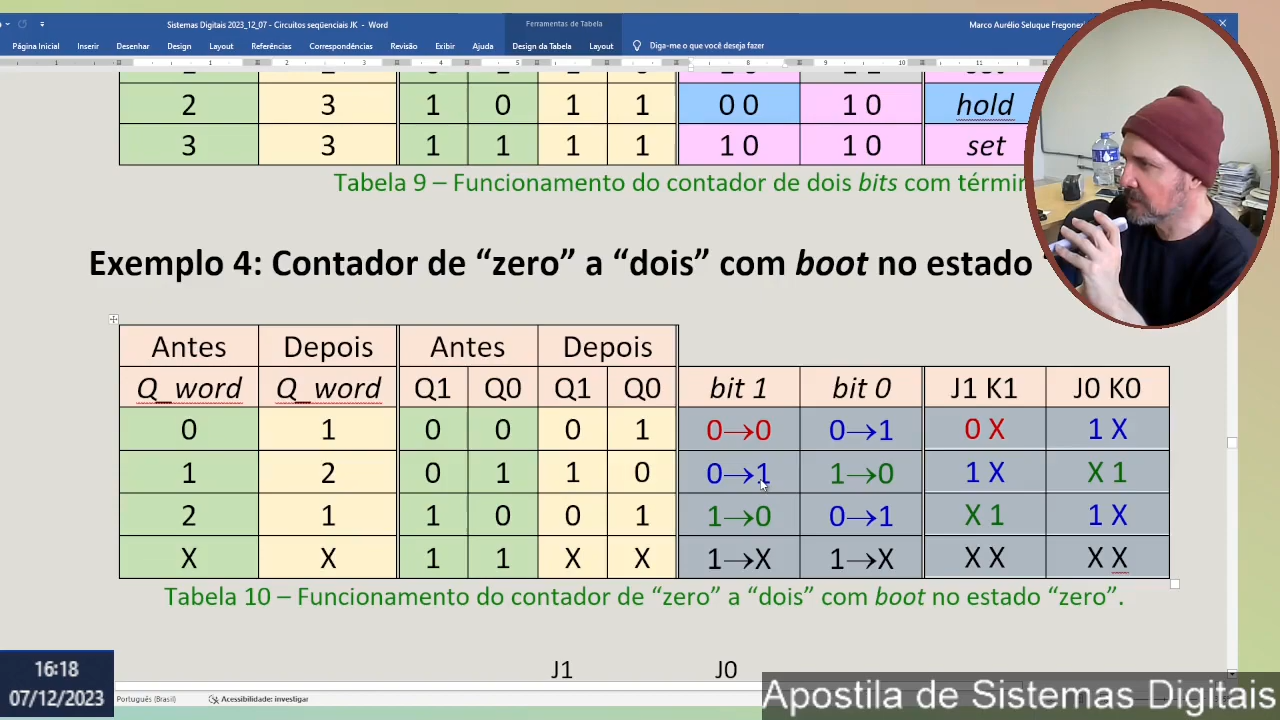 Sistemas Digitais 2023_12_07 - Circuitos seqüenciais JK - Word
Ferramentas de Tabela
Marco Aurélio Seluque Fregonezi
Página Inicial Inserir Desenhar Design Layout Referências Correspondências Revisão Exibir Ajuda Design da Tabela Layout Diga-me o que você deseja fazer
2 3 1 0 1 1 0 0 1 0 hold
3 3 1 1 1 1 1 0 1 0 set
Tabela 9 – Funcionamento do contador de dois bits com términ
Exemplo 4: Contador de “zero” a “dois” com boot no estado
Antes Depois Antes Depois
Q_word Q_word Q1 Q0 Q1 Q0 bit 1 bit 0 J1 K1 J0 K0
0 1 0 0 0 1 0→0 0→1 0 X 1 X
1 2 0 1 1 0 0→1 1→0 1 X X 1
2 1 1 0 0 1 1→0 0→1 X 1 1 X
X X 1 1 X X 1→X 1→X X X X X
Tabela 10 – Funcionamento do contador de “zero” a “dois” com boot no estado “zero”.
J1 J0
16:18
07/12/2023
Português (Brasil) Acessibilidade: investigar
Apostila de Sistemas Digitais